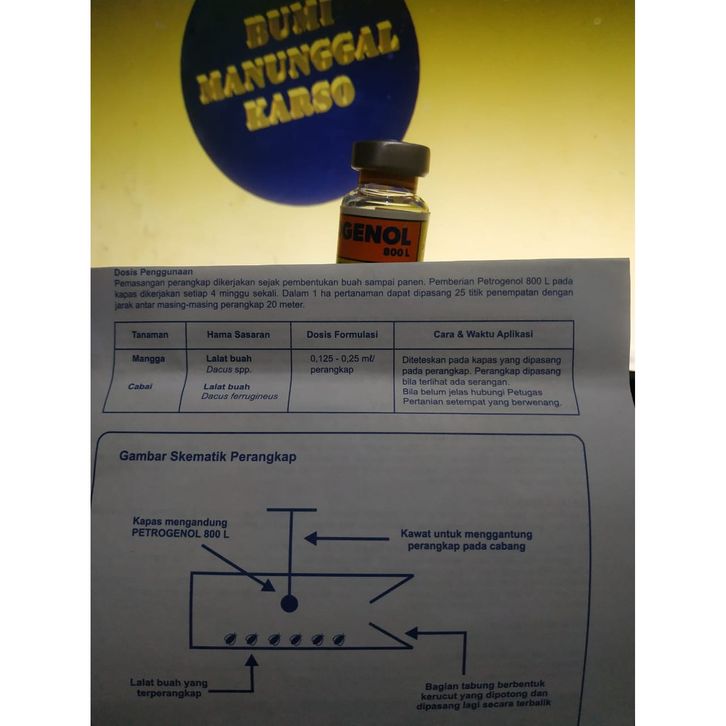 BUMI
MANUNGGAL
KARSO
GENOL
800 L
Dosis Penggunaan
Pemasangan perangkap dikerjakan sejak pembentukan buah sampai panen. Pemberian Petrogenol 800 L pada
kapas dikerjakan setiap 4 minggu sekali. Dalam 1 ha pertanaman dapat dipasang 25 titik penempatan dengan
jarak antar masing-masing perangkap 20 meter.
Tanaman Hama Sasaran Dosis Formulasi Cara & Waktu Aplikasi
Mangga Lalat buah 0,125 - 0,25 mℓ/ Diteteskan pada kapas yang dipasang
Dacus spp. perangkap pada perangkap. Perangkap dipasang
Cabai Lalat buah bila terlihat ada serangan.
Dacus ferrugineus Bila belum jelas hubungi Petugas
Pertanian setempat yang berwenang.
Gambar Skematik Perangkap
Kapas mengandung
PETROGENOL 800 L
Kawat untuk menggantung
perangkap pada cabang
Lalat buah yang
terperangkap
Bagian tabung berbentuk
kerucut yang dipotong dan
dipasang lagi secara terbalik